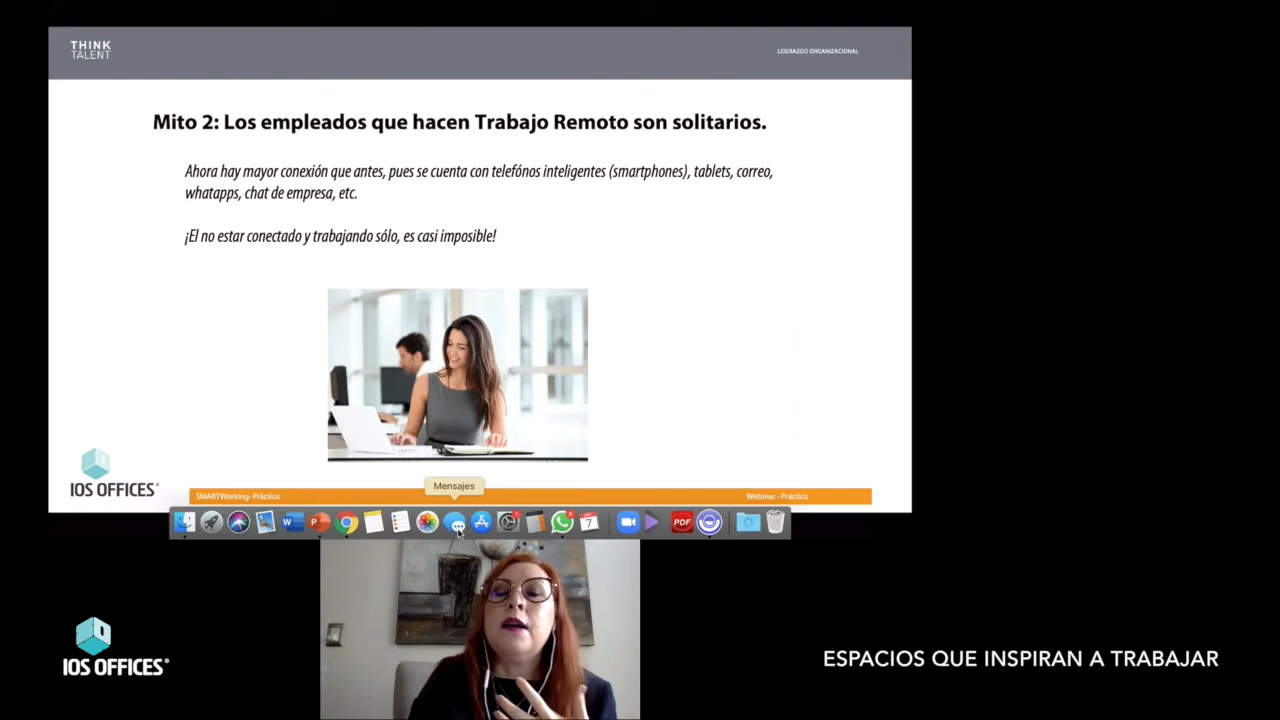 THINK
TALENT
LIDERAZGO ORGANIZACIONAL
Mito 2: Los empleados que hacen Trabajo Remoto son solitarios.
Ahora hay mayor conexión que antes, pues se cuenta con telefónos inteligentes (smartphones), tablets, correo,
whatapps, chat de empresa, etc.
¡El no estar conectado y trabajando sólo, es casi imposible!
IOS OFFICES®
Mensajes
SMARTWorking- Práctico
Webinar - Práctico
W
P
7
PDF
IOS OFFICES®
ESPACIOS QUE INSPIRAN A TRABAJAR